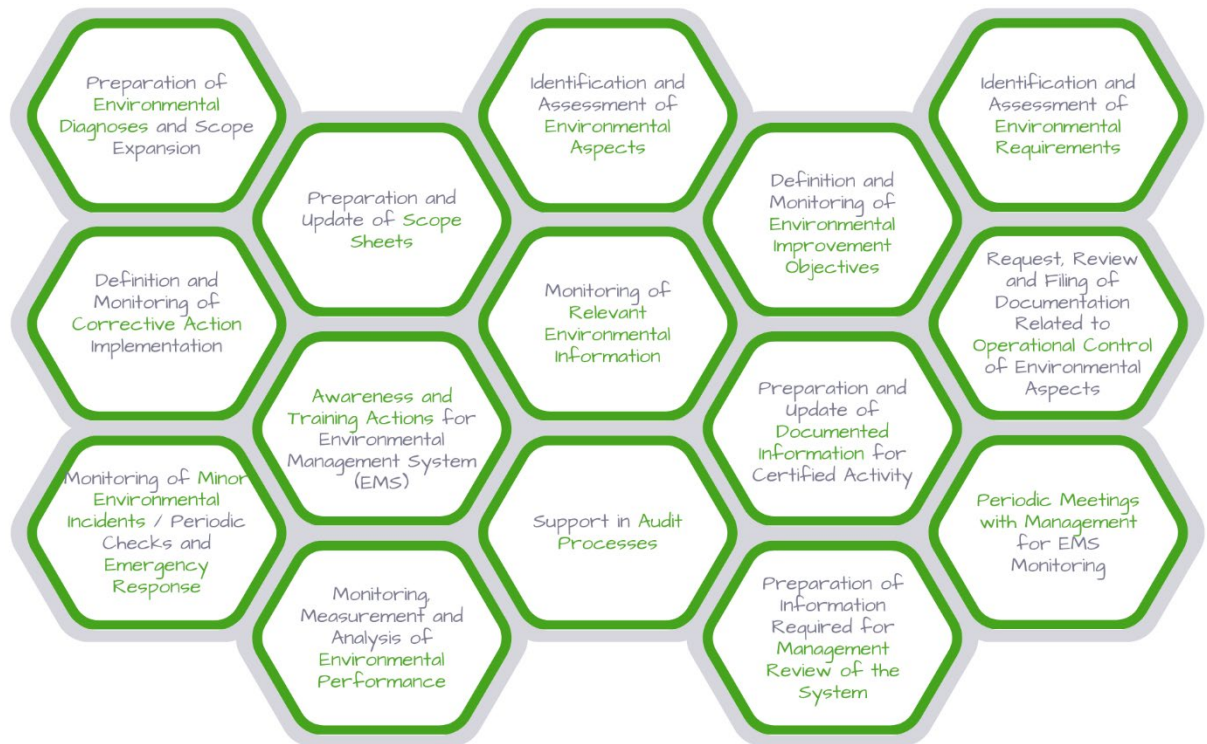 Preparation of
Environmental
Diagnoses and Scope
Expansion
Identification and
Assessment of
Environmental
Aspects
Identification and
Assessment of
Environmental
Requirements
Preparation and
Update of Scope
Sheets
Definition and
Monitoring of
Environmental
Improvement
Objectives
Definition and
Monitoring of
Corrective Action
Implementation
Monitoring of
Relevant
Environmental
Information
Request, Review
and Filing of
Documentation
Related to
Operational Control
of Environmental
Aspects
Awareness and
Training Actions for
Environmental
Management System
(EMS)
Preparation and
Update of
Documented
Information for
Certified Activity
Monitoring of Minor
Environmental
Incidents / Periodic
Checks and
Emergency
Response
Support in Audit
Processes
Periodic Meetings
with Management
for EMS
Monitoring
Monitoring,
Measurement and
Analysis of
Environmental
Performance
Preparation of
Information
Required for
Management
Review of the
System